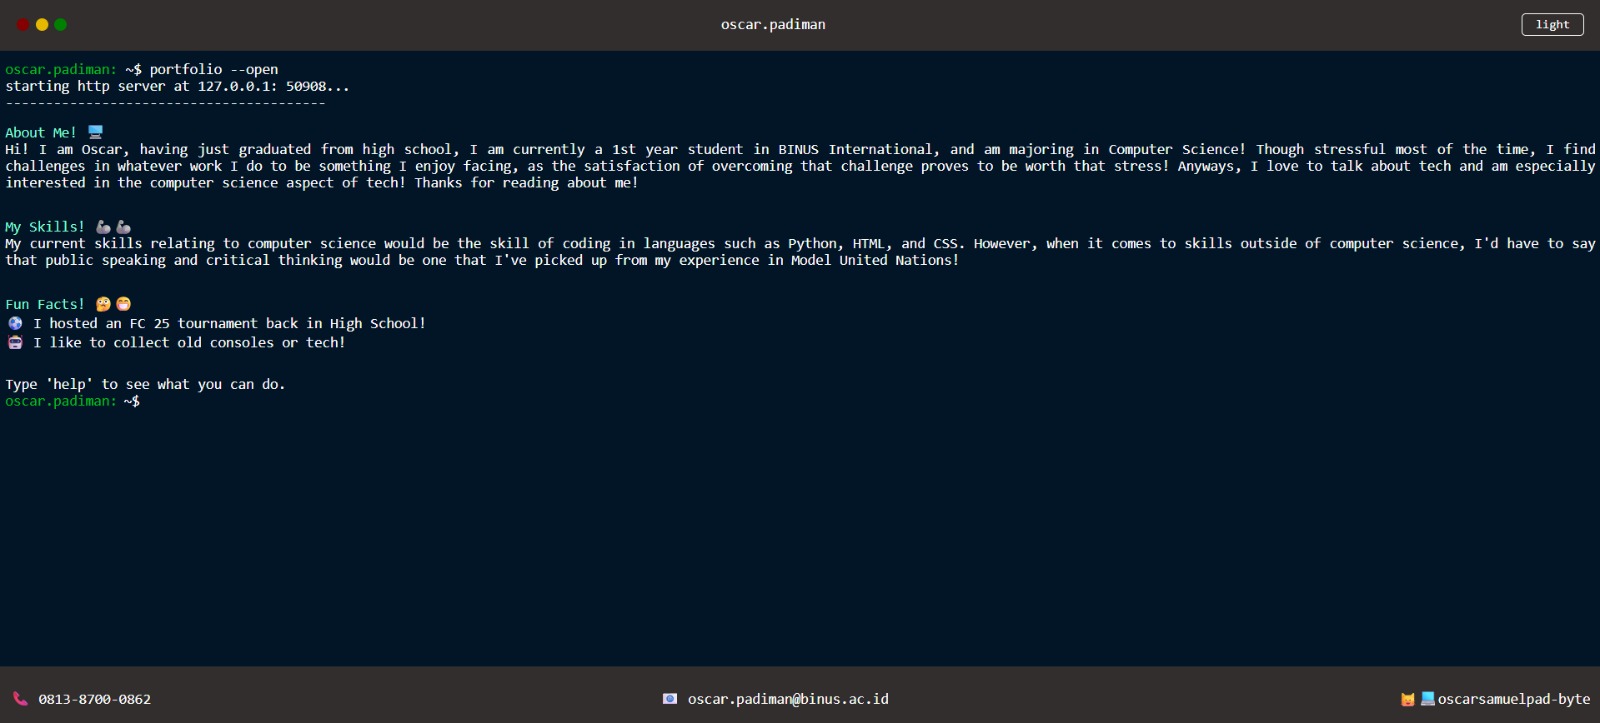 oscar.padiman
light
oscar.padiman: ~$ portfolio --open
starting http server at 127.0.0.1: 50908...
----------------------------------------
About Me! 🖥️
Hi! I am Oscar, having just graduated from high school, I am currently a 1st year student in BINUS International, and am majoring in Computer Science! Though stressful most of the time, I find
challenges in whatever work I do to be something I enjoy facing, as the satisfaction of overcoming that challenge proves to be worth that stress! Anyways, I love to talk about tech and am especially
interested in the computer science aspect of tech! Thanks for reading about me!
My Skills! 🦾🦾
My current skills relating to computer science would be the skill of coding in languages such as Python, HTML, and CSS. However, when it comes to skills outside of computer science, I'd have to say
that public speaking and critical thinking would be one that I've picked up from my experience in Model United Nations!
Fun Facts! 🤔😁
I hosted an FC 25 tournament back in High School!
I like to collect old consoles or tech!
Type 'help' to see what you can do.
oscar.padiman: ~$
0813-8700-0862
oscar.padiman@binus.ac.id
oscarsamuelpad-byte